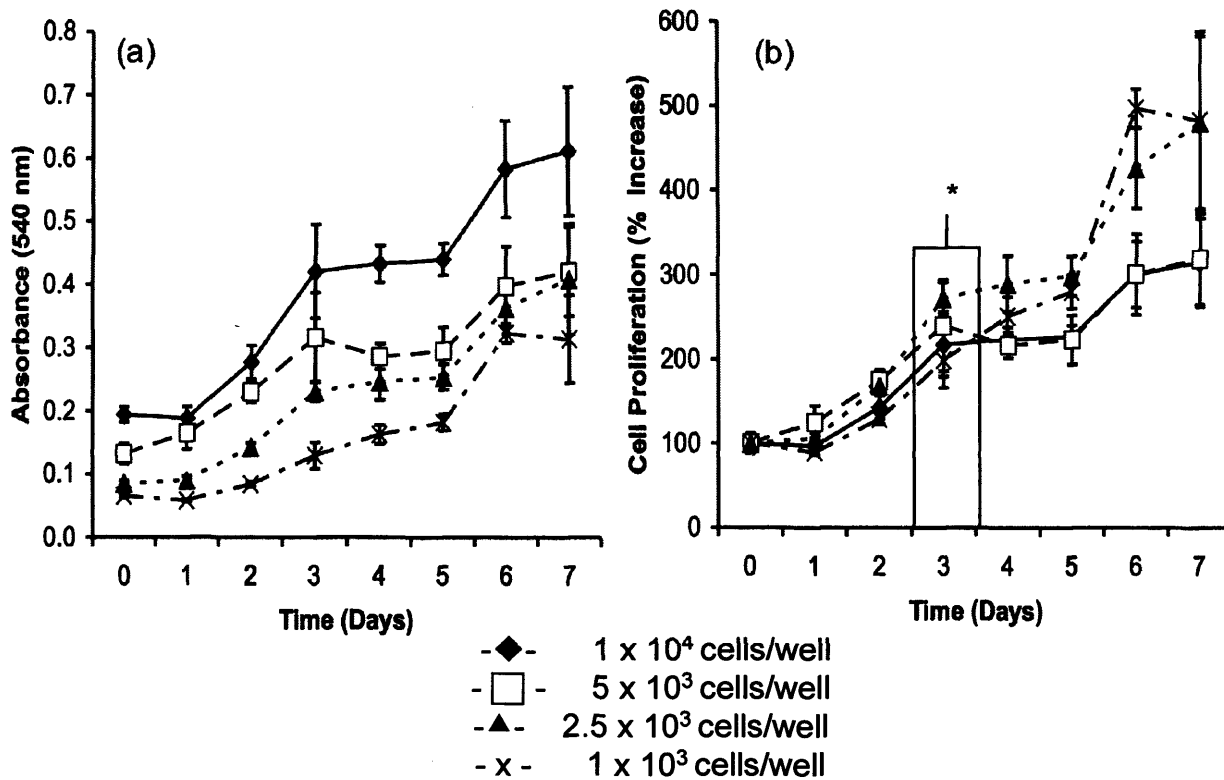 (a)
Absorbance (540 nm)
0.8
0.7
0.6
0.5
0.4
0.3
0.2
0.1
0.0
0 1 2 3 4 5 6 7
Time (Days)
(b)
Cell Proliferation (% Increase)
600
500
400
300
200
100
0
*
0 1 2 3 4 5 6 7
Time (Days)
1 x 10⁴ cells/well
5 x 10³ cells/well
2.5 x 10³ cells/well
1 x 10³ cells/well